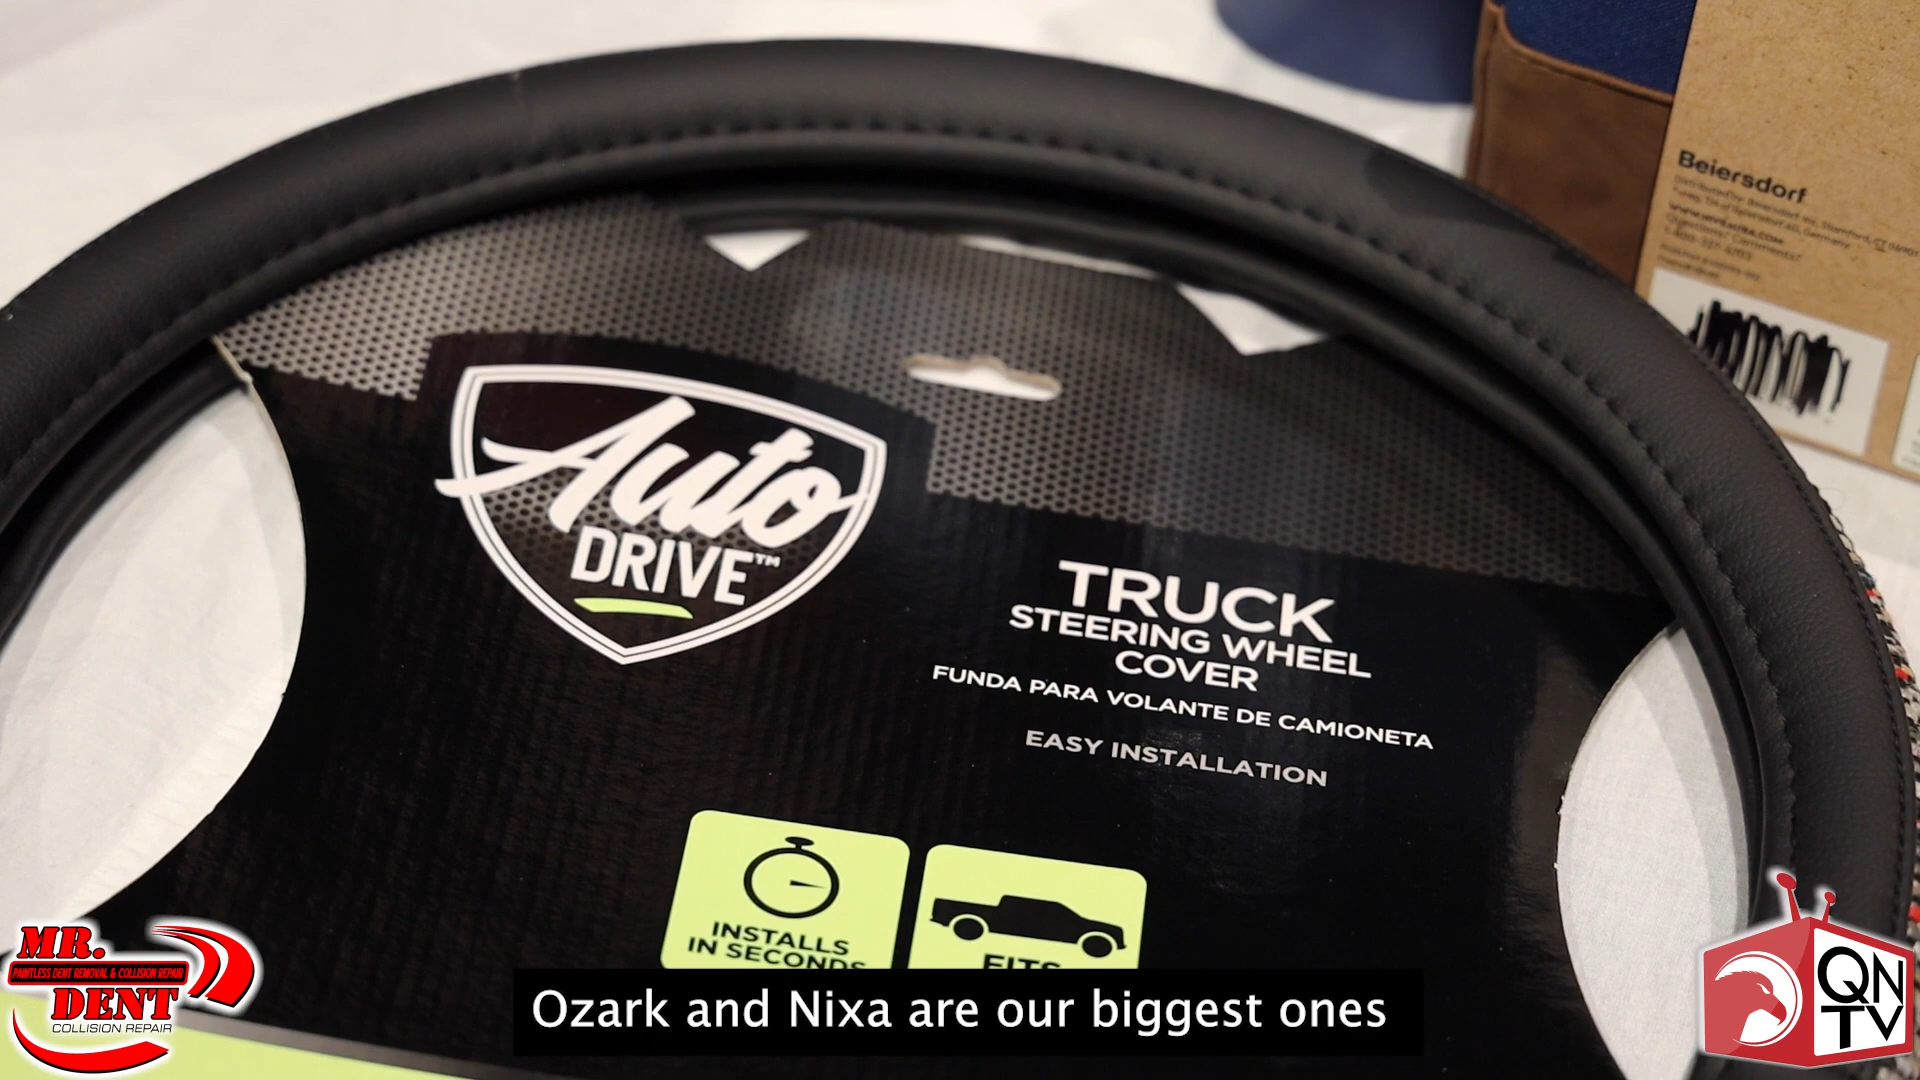 Beiersdorf
Auto
DRIVE™
TRUCK
STEERING WHEEL
COVER
FUNDA PARA VOLANTE DE CAMIONETA
EASY INSTALLATION
INSTALLS
IN SECONDS
FITS
MR.
PAINTLESS DENT REMOVAL & COLLISION REPAIR
DENT
COLLISION REPAIR
Ozark and Nixa are our biggest ones
QN
TV